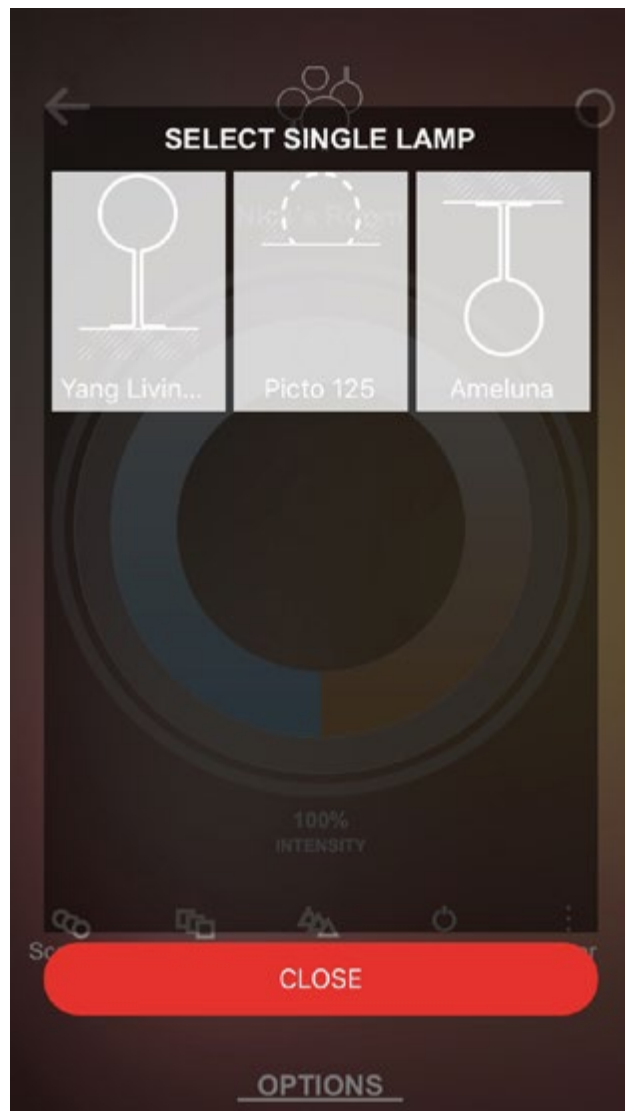 SELECT SINGLE LAMP
Yang Livin... Picto 125 Ameluna
100%
INTENSITY
CLOSE
OPTIONS